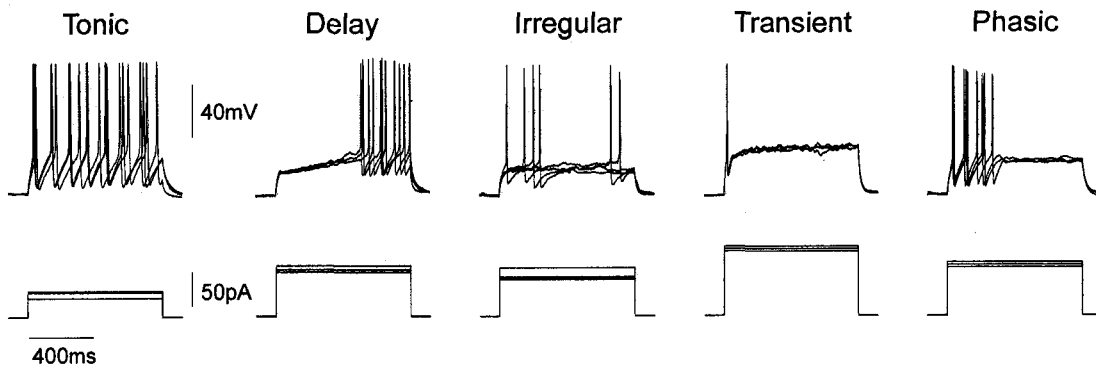 Tonic
Delay
Irregular
Transient
Phasic
40mV
50pA
400ms